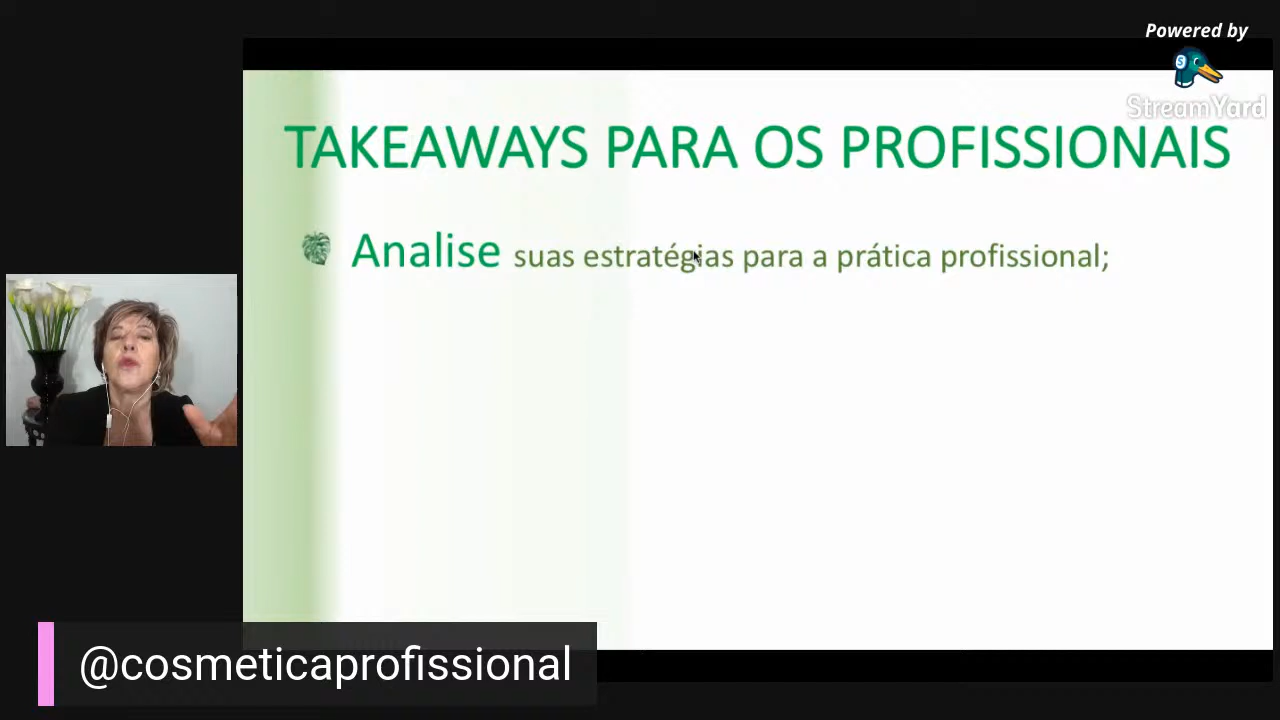 Powered by
StreamYard
TAKEAWAYS PARA OS PROFISSIONAIS
Analise suas estratégias para a prática profissional;
@cosmeticaprofissional